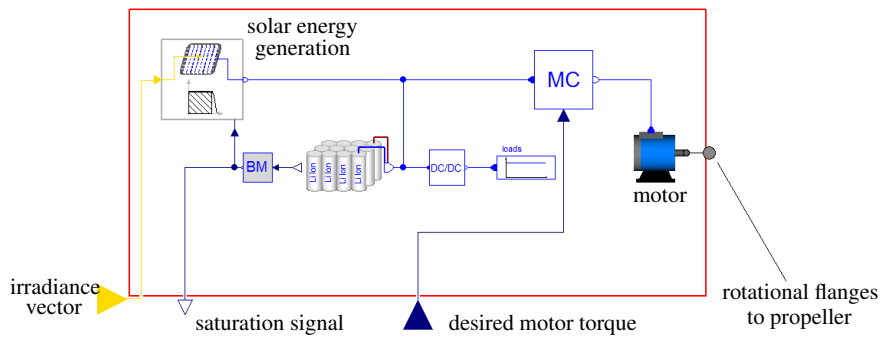 solar energy
generation
MC
loads
BM
Li Ion
Li Ion
Li Ion
Li Ion
DC/DC
motor
irradiance
vector
saturation signal
desired motor torque
rotational flanges
to propeller